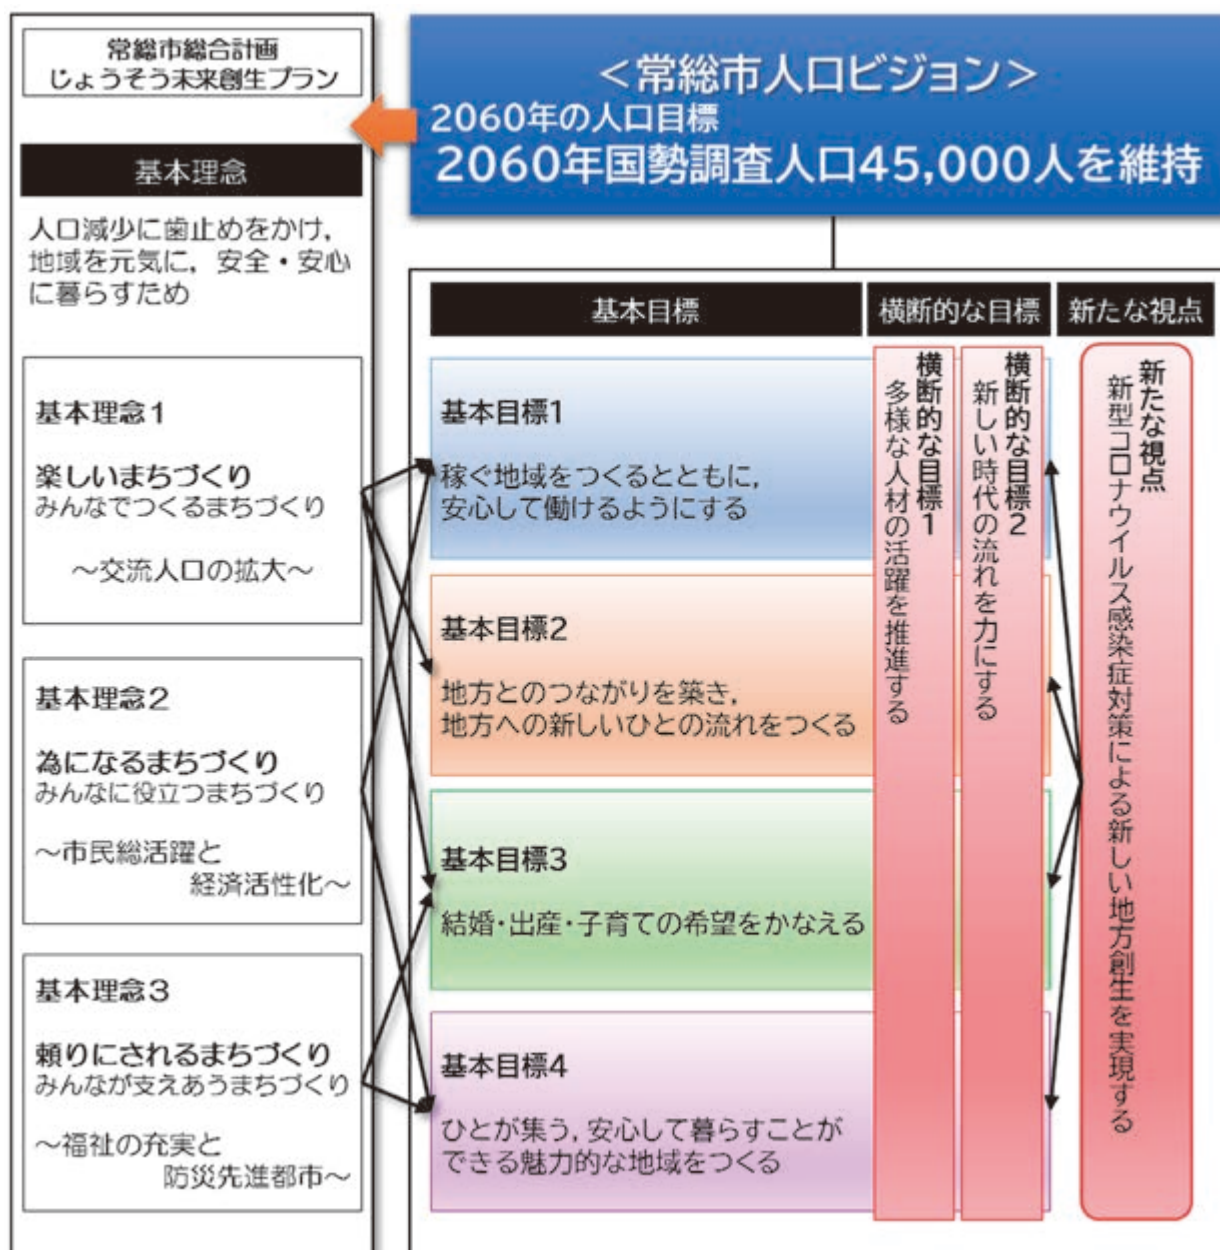 常総市総合計画
じょうそう未来創生プラン
基本理念
人口減少に歯止めをかけ，
地域を元気に，安全・安心
に暮らすため
基本理念1
楽しいまちづくり
みんなでつくるまちづくり
～交流人口の拡大～
基本理念2
為になるまちづくり
みんなに役立つまちづくり
～市民総活躍と
経済活性化～
基本理念3
頼りにされるまちづくり
みんなが支えあうまちづくり
～福祉の充実と
防災先進都市～
＜常総市人口ビジョン＞
2060年の人口目標
2060年国勢調査人口45,000人を維持
基本目標
横断的な目標
新たな視点
基本目標1
稼ぐ地域をつくるとともに，
安心して働けるようにする
基本目標2
地方とのつながりを築き，
地方への新しいひとの流れをつくる
基本目標3
結婚・出産・子育ての希望をかなえる
基本目標4
ひとが集う，安心して暮らすことが
できる魅力的な地域をつくる
横断的な目標1
多様な人材の活躍を推進する
横断的な目標2
新しい時代の流れを力にする
新たな視点
新型コロナウイルス感染症対策による新しい地方創生を実現する